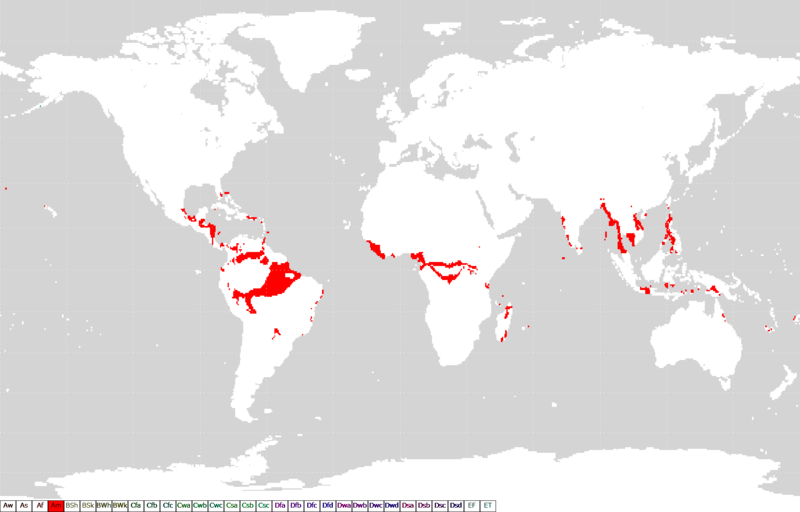 Aw As Af Am BSh BSk BWh BWk Cfa Cfb Cfc Cwa Cwb Cwc Csa Csb Csc Dfa Dfb Dfc Dfd Dwa Dwb Dwc Dwd Dsa Dsb Dsc Dsd EF ET